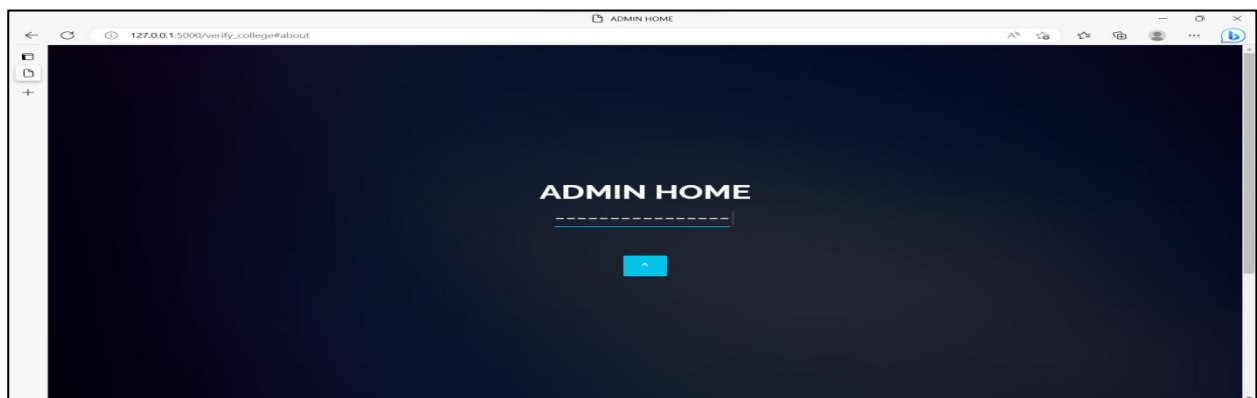 ADMIN HOME
127.0.0.1:5000/verify_college#about
ADMIN HOME
----------------